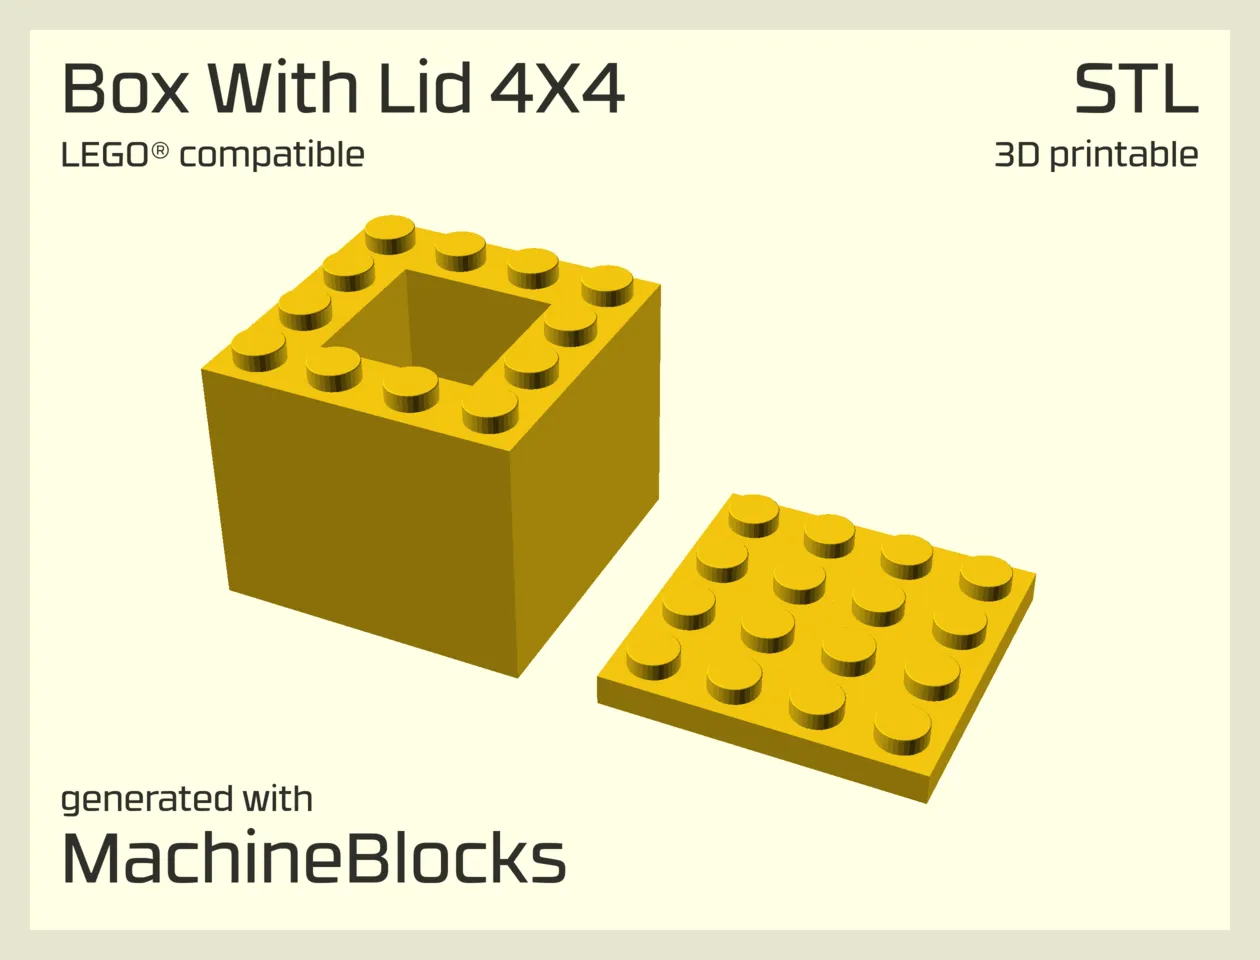 Box With Lid 4X4
STL
LEGO® compatible
3D printable
generated with
MachineBlocks